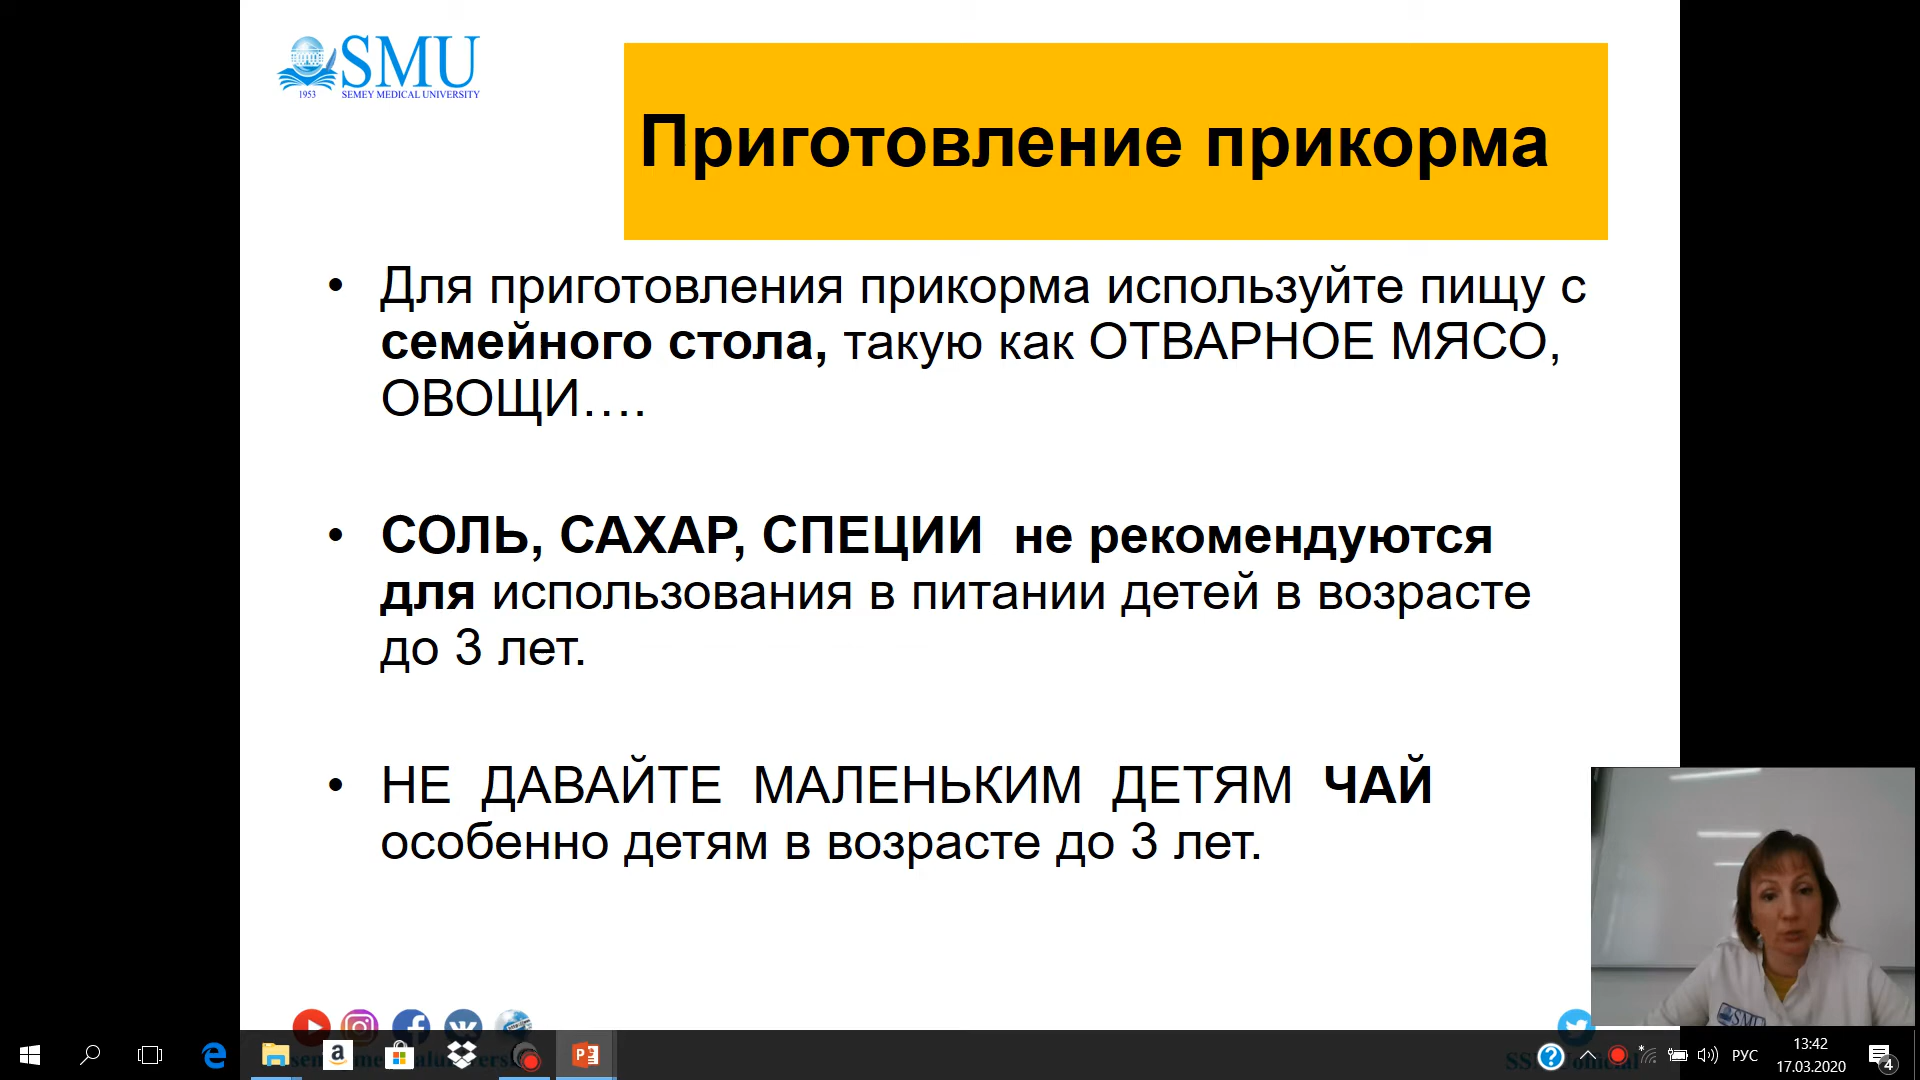 SMU
1953 SEMEY MEDICAL UNIVERSITY
Приготовление прикорма
• Для приготовления прикорма используйте пищу с
семейного стола, такую как ОТВАРНОЕ МЯСО,
ОВОЩИ….
• СОЛЬ, САХАР, СПЕЦИИ не рекомендуются
для использования в питании детей в возрасте
до 3 лет.
• НЕ ДАВАЙТЕ МАЛЕНЬКИМ ДЕТЯМ ЧАЙ
особенно детям в возрасте до 3 лет.
SMU
РУС
13:42
17.03.2020
4